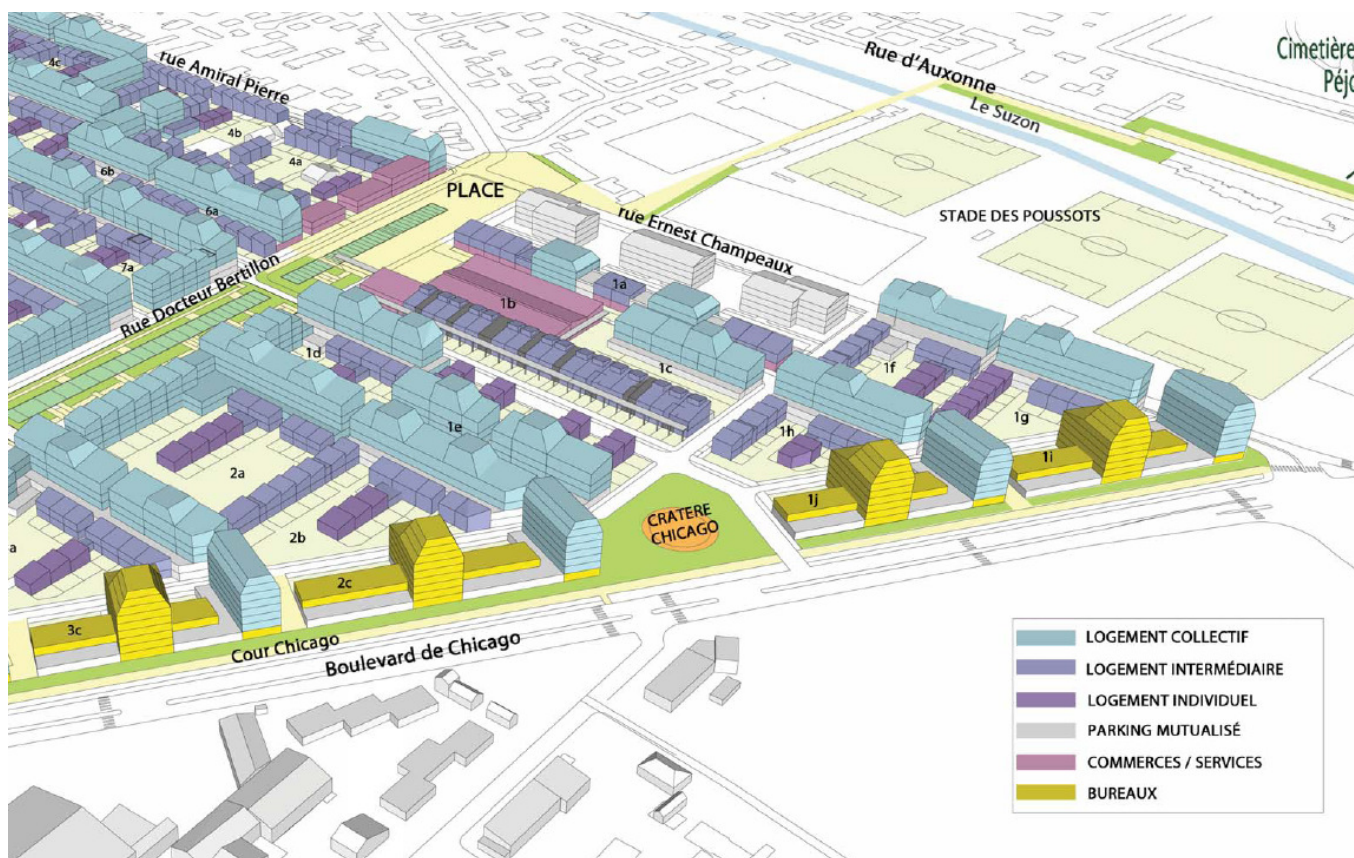 Cimetière
Péjo
Rue d'Auxonne
Le Suzon
rue Amiral Pierre
4c
4b
4a
6b
6a
7a
PLACE
rue Ernest Champeaux
STADE DES POUSSOTS
Rue Docteur Bertillon
1a
1b
1c
1d
1e
1f
1g
1h
1i
1j
2a
2b
2c
a
3c
CRATERE
CHICAGO
Cour Chicago
Boulevard de Chicago
LOGEMENT COLLECTIF
LOGEMENT INTERMÉDIAIRE
LOGEMENT INDIVIDUEL
PARKING MUTUALISÉ
COMMERCES / SERVICES
BUREAUX